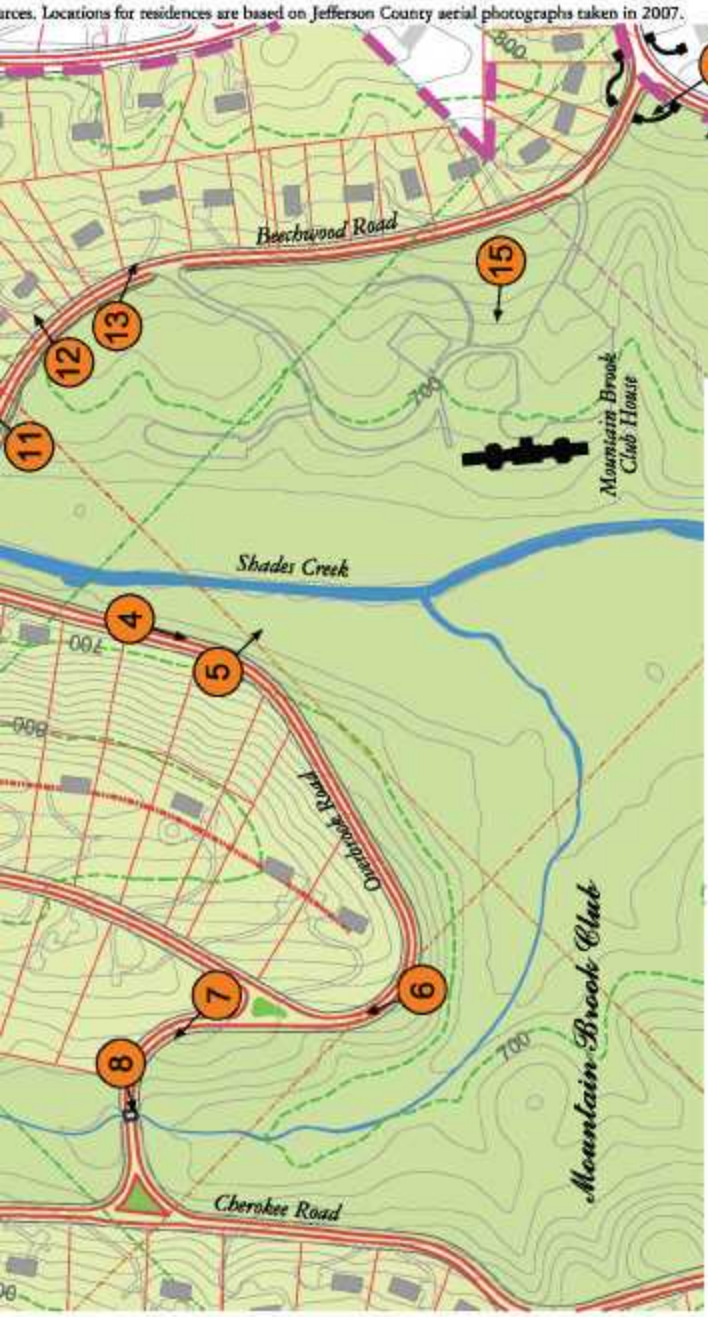 urces. Locations for residences are based on Jefferson County aerial photographs taken in 2007.
800
Beechwood Road
15
13
12
11
700
Mountain Brook
Club House
Shades Creek
4
700
5
800
Overbrook Road
6
7
8
700
Mountain Brook Club
Cherokee Road
00